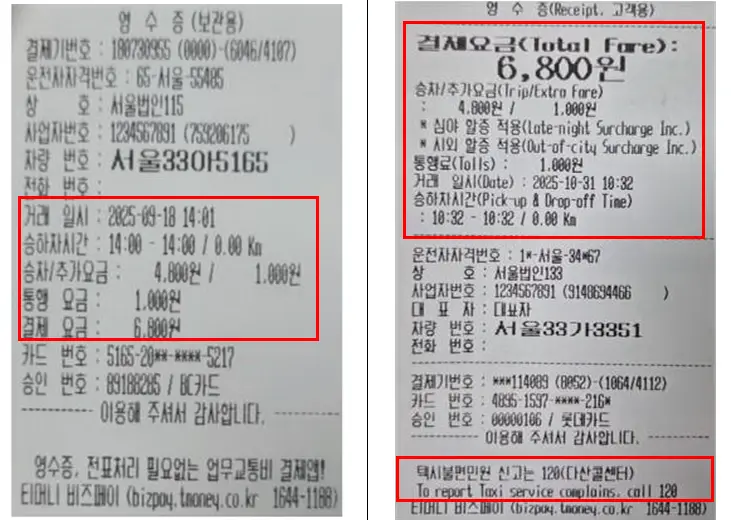 영 수 증(보관용)
결제기번호 : 180730955 (0000)-(6046/4107)
운전자자격번호 : 65-서울-55485
상 호 : 서울법인115
사업자번호 : 1234567891 (759206175 )
차량 번호 : 서울33아5165
전화 번호 :
거래 일시 : 2025-09-18 14:01
승하차시간 : 14:00 - 14:00 / 0.00 Km
승차/추가요금 : 4.800원 / 1.000원
통행 요금 : 1.000원
결제 요금 : 6.800원
카드 번호 : 5165-20**-****-5217
승인 번호 : 89188285 / BC카드
이용해 주셔서 감사합니다.
영수증, 전표처리 필요없는 업무교통비 결제앱!
티머니 비즈페이 (bizpay.tmoney.co.kr 1644-1188)
영 수 증(Receipt, 고객용)
결제요금(Total Fare):
6,800원
승차/추가요금(Trip/Extra Fare)
: 4.800원 / 1.000원
* 심야 할증 적용(Late-night Surcharge Inc.)
* 시외 할증 적용(Out-of-city Surcharge Inc.)
통행료(Tolls) : 1.000원
거래 일시(Date) : 2025-10-31 10:32
승하차시간(Pick-up & Drop-off Time)
: 10:32 - 10:32 / 0.00 Km
운전자자격번호 : 1*-서울-34*67
상 호 : 서울법인133
사업자번호 : 1234567891 (9148694466 )
대 표 자 : 대표자
차량 번호 : 서울33가3351
전화 번호 :
결제기번호 : ***114089 (8052)-(1064/4112)
카드 번호 : 4895-1597-****-216*
승인 번호 : 00000106 / 롯데카드
이용해 주셔서 감사합니다.
택시불편민원 신고는 120(다산콜센터)
To report Taxi service complains, call 120
티머니 비즈페이 (bizpay.tmoney.co.kr 1644-1188)